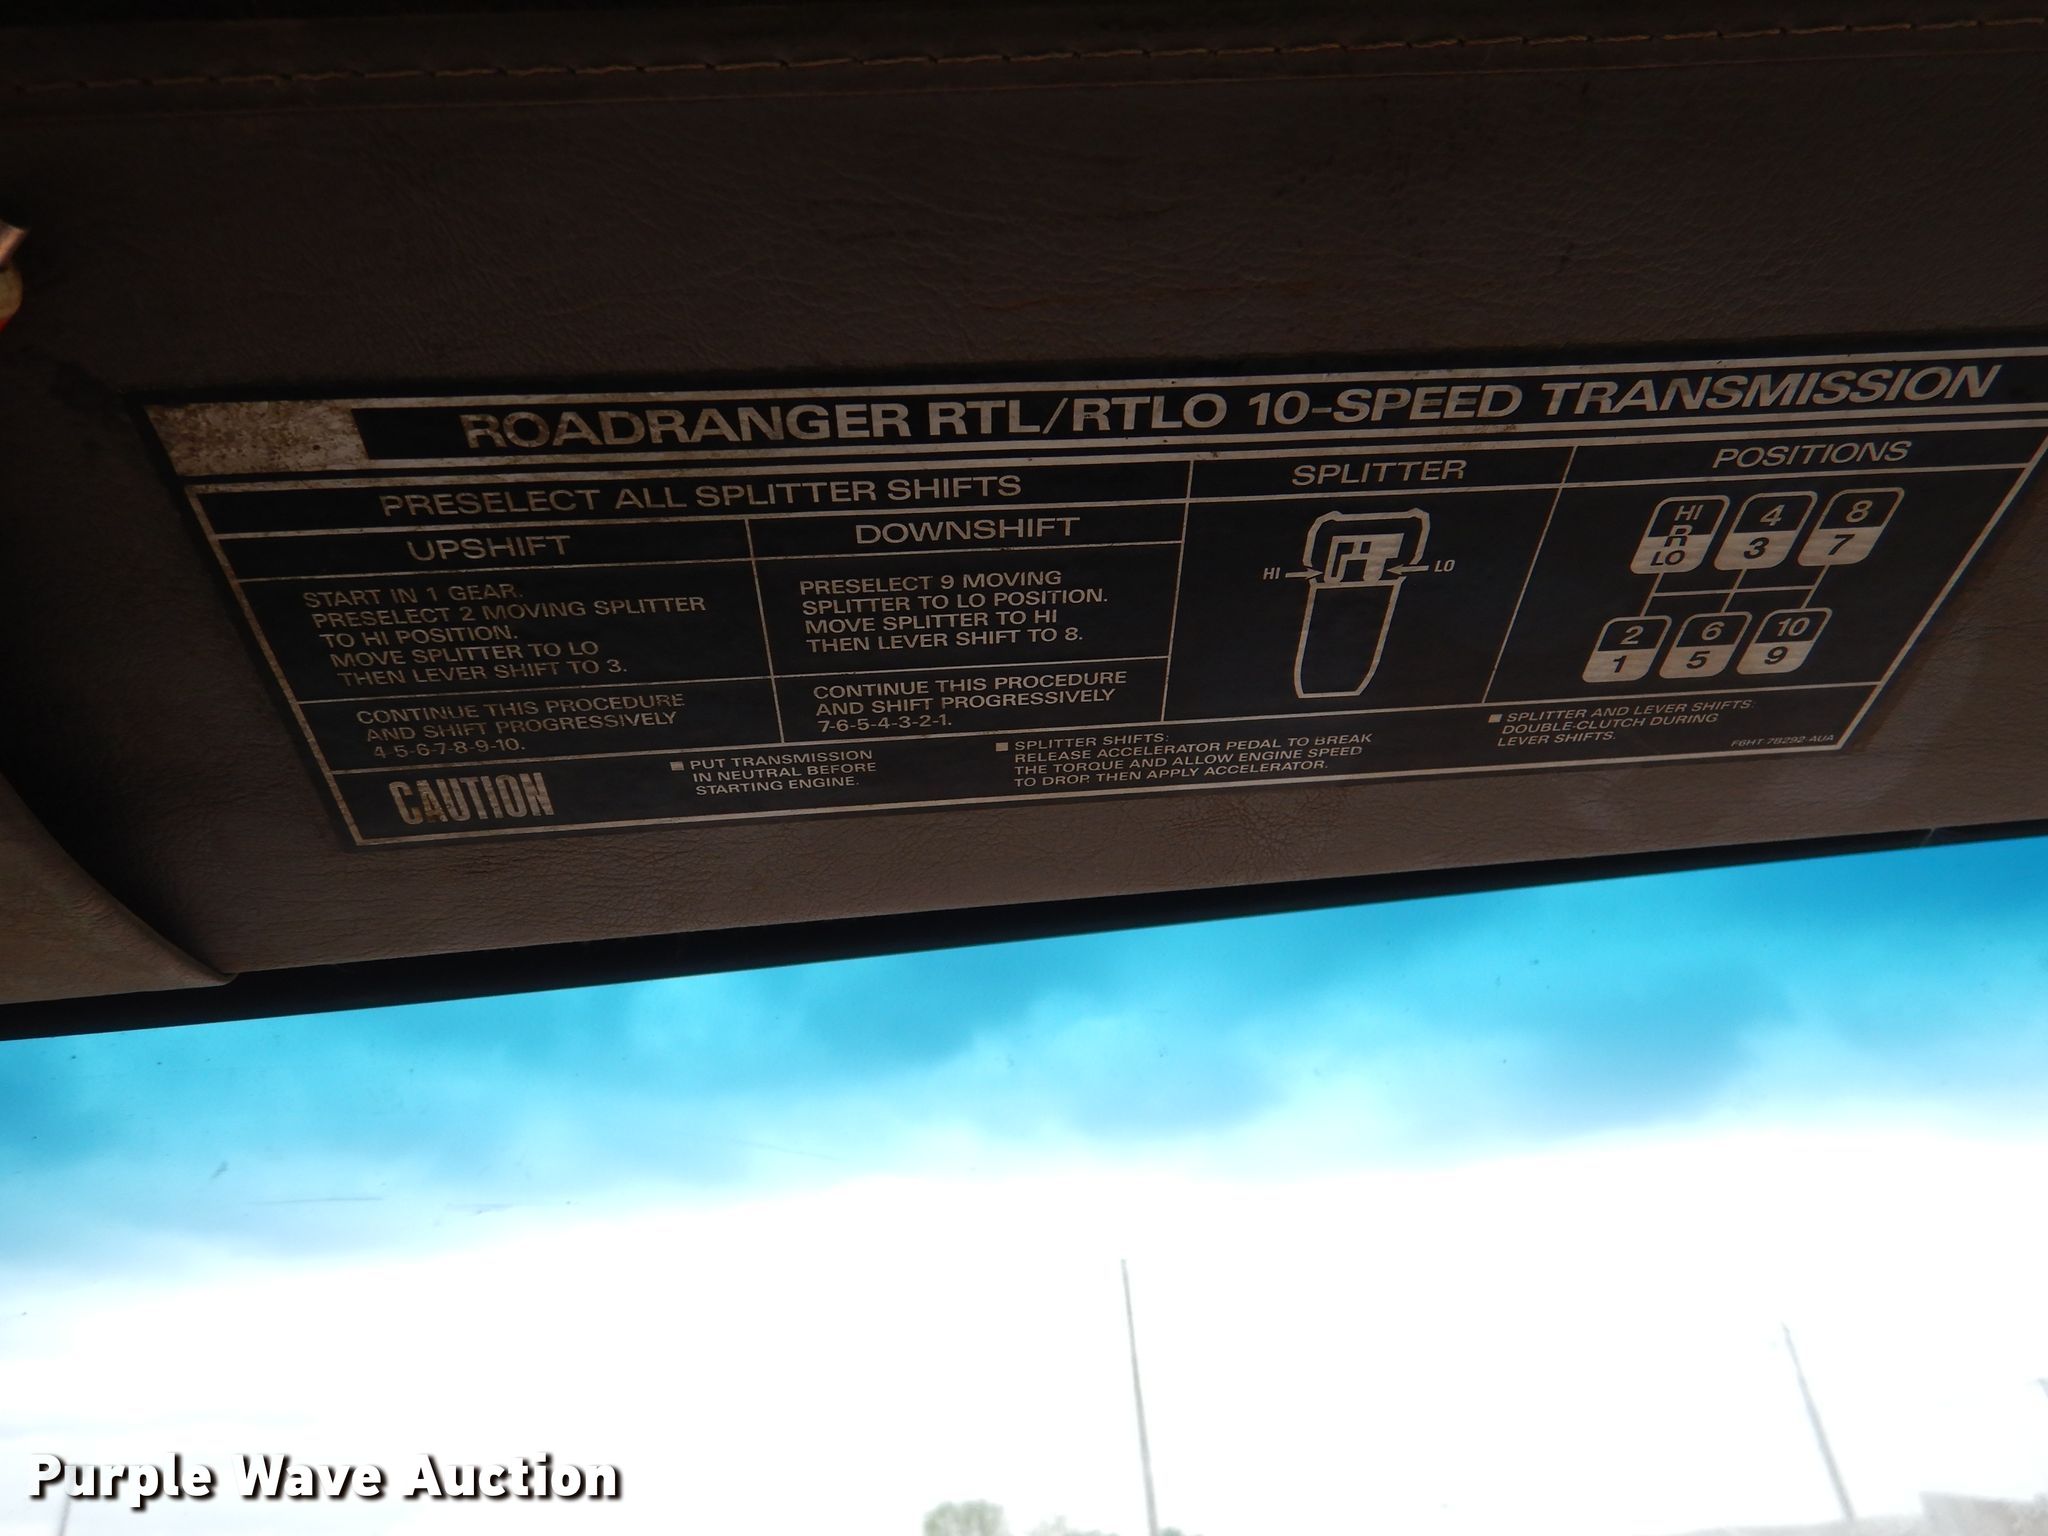 ROADRANGER RTL/RTLO 10-SPEED TRANSMISSION
PRESELECT ALL SPLITTER SHIFTS
UPSHIFT
START IN 1 GEAR.
PRESELECT 2 MOVING SPLITTER
TO HI POSITION.
MOVE SPLITTER TO LO
THEN LEVER SHIFT TO 3.
CONTINUE THIS PROCEDURE
AND SHIFT PROGRESSIVELY
4-5-6-7-8-9-10.
DOWNSHIFT
PRESELECT 9 MOVING
SPLITTER TO LO POSITION.
MOVE SPLITTER TO HI
THEN LEVER SHIFT TO 8.
CONTINUE THIS PROCEDURE
AND SHIFT PROGRESSIVELY
7-6-5-4-3-2-1.
SPLITTER
HI LO
POSITIONS
HI 4 8
R
LO 3 7
2 6 10
1 5 9
CAUTION
■ PUT TRANSMISSION
IN NEUTRAL BEFORE
STARTING ENGINE.
■ SPLITTER SHIFTS:
RELEASE ACCELERATOR PEDAL TO BREAK
THE TORQUE AND ALLOW ENGINE SPEED
TO DROP. THEN APPLY ACCELERATOR.
■ SPLITTER AND LEVER SHIFTS:
DOUBLE-CLUTCH DURING
LEVER SHIFTS.
F6HT-7B292-AUA
Purple Wave Auction